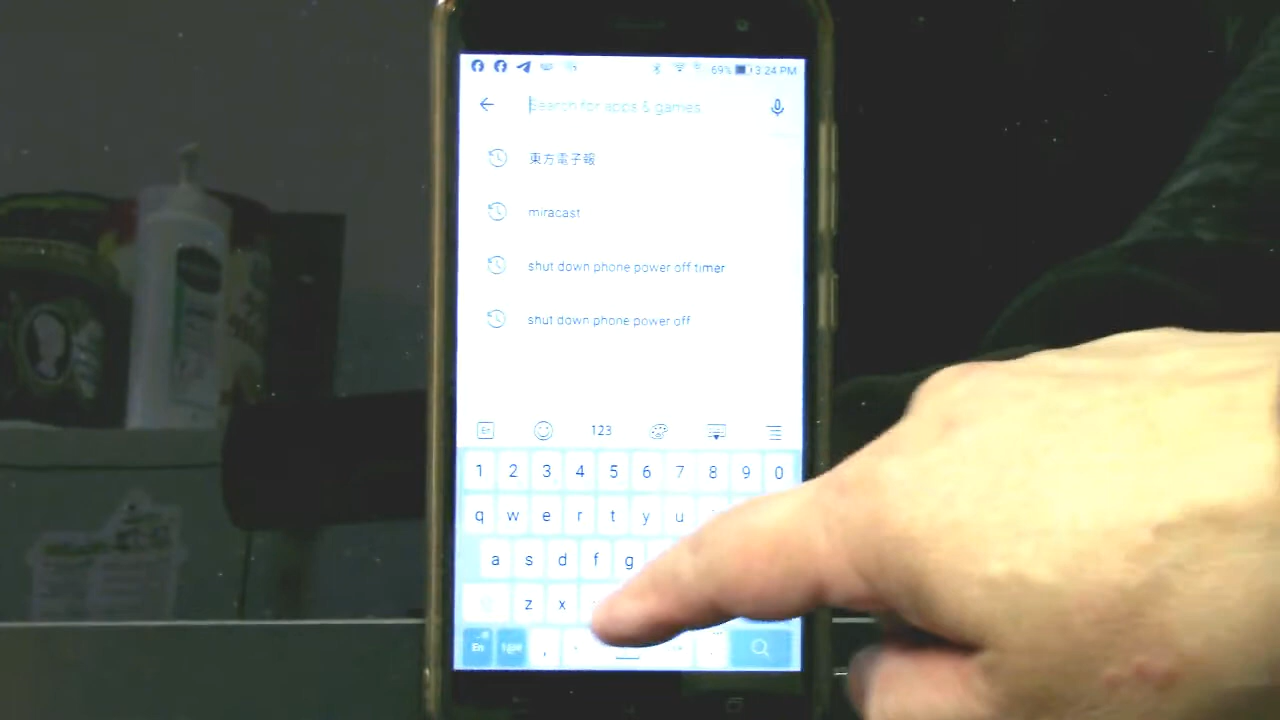 69% 3:24 PM
Search for apps & games
東方電子報
miracast
shut down phone power off timer
shut down phone power off
En 123
1 2 3 4 5 6 7 8 9 0
q w e r t y u
a s d f g
z x
En ,